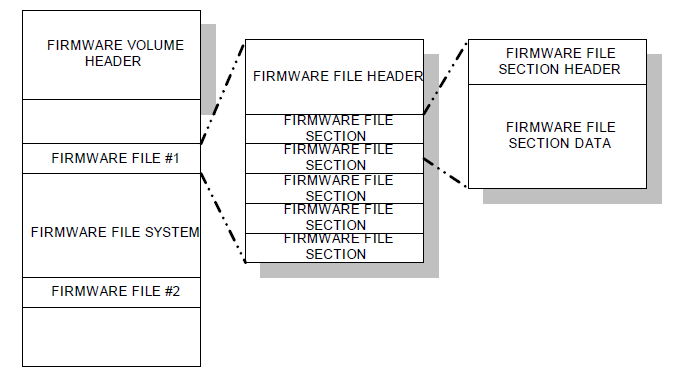 FIRMWARE VOLUME
HEADER
FIRMWARE FILE #1
FIRMWARE FILE SYSTEM
FIRMWARE FILE #2
FIRMWARE FILE HEADER
FIRMWARE FILE
SECTION
FIRMWARE FILE
SECTION
FIRMWARE FILE
SECTION
FIRMWARE FILE
SECTION
FIRMWARE FILE
SECTION
FIRMWARE FILE
SECTION HEADER
FIRMWARE FILE
SECTION DATA